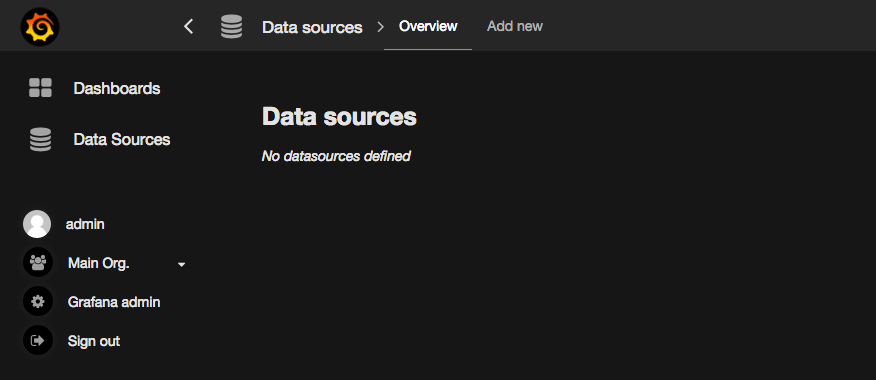 Data sources
Overview
Add new
Dashboards
Data Sources
Data sources
No datasources defined
admin
Main Org.
Grafana admin
Sign out